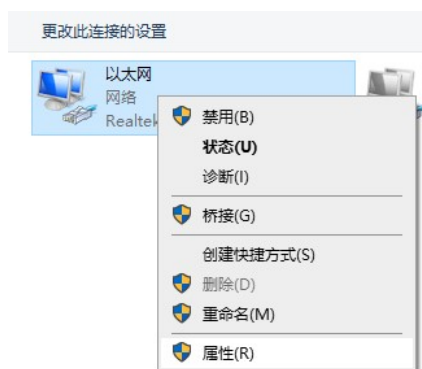 更改此连接的设置
以太网
网络
Realtek
禁用(B)
状态(U)
诊断(I)
桥接(G)
创建快捷方式(S)
删除(D)
重命名(M)
属性(R)